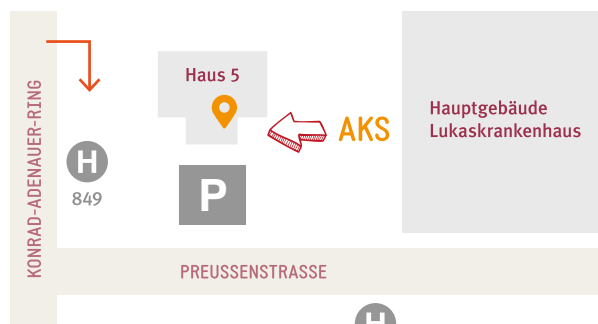 Haus 5
Hauptgebäude
Lukaskrankenhaus
AKS
H
849
P
KONRAD-ADENAUER-RING
PREUSSENSTRASSE
H